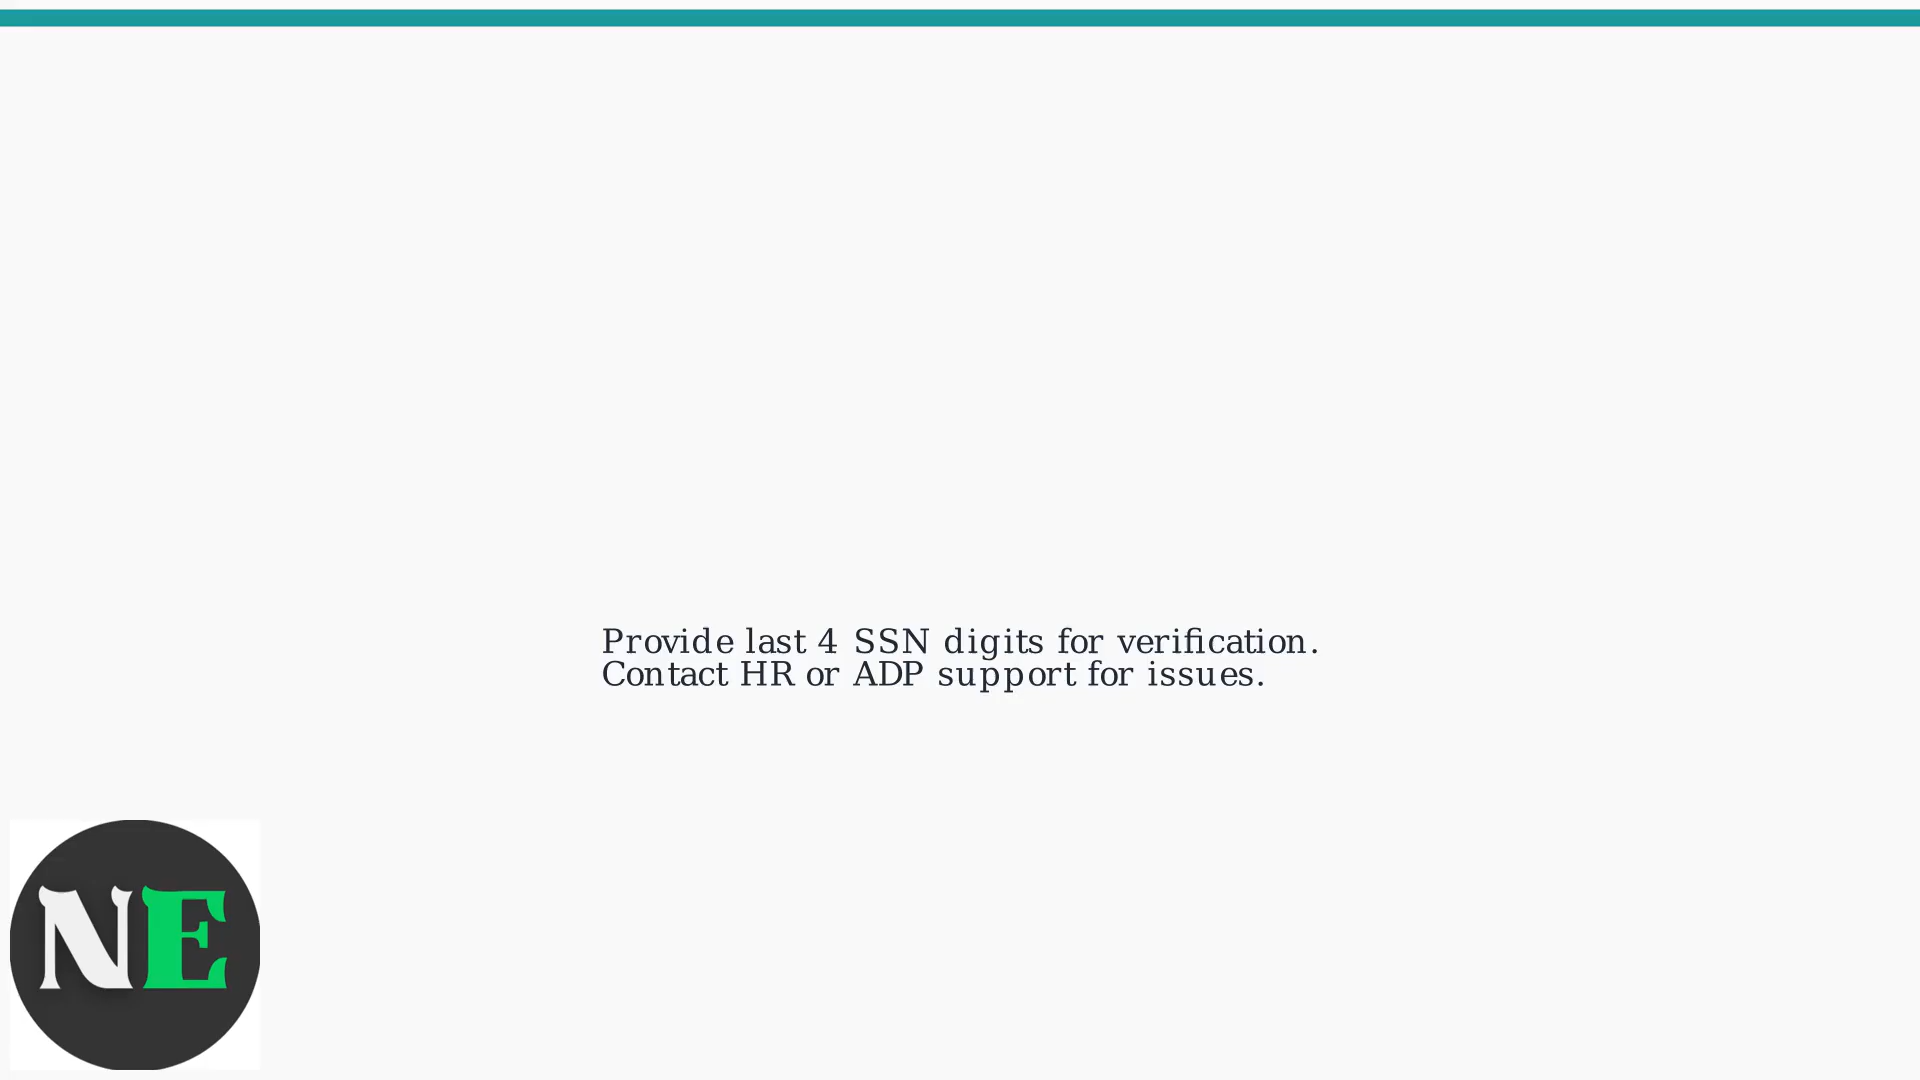 Provide last 4 SSN digits for verification.
Contact HR or ADP support for issues.
NE